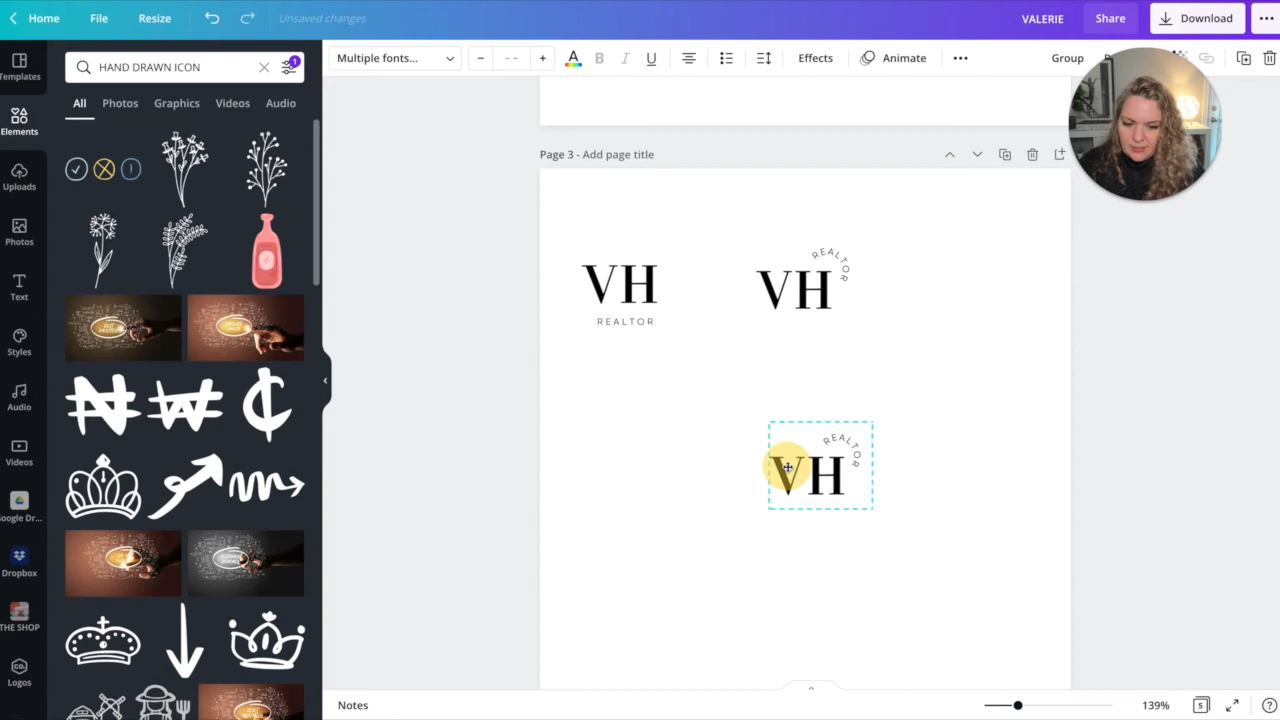 Home
File
Resize
Unsaved changes
VALERIE
Share
Download
Templates
Elements
Uploads
Photos
Text
Styles
Audio
Videos
Google Dr...
Dropbox
THE SHOP
Logos
HAND DRAWN ICON
1
All
Photos
Graphics
Videos
Audio
Multiple fonts...
A
B
I
U
Effects
Animate
Group
Page 3 - Add page title
VH
REALTOR
VH
REALTOR
VH
REALTOR
CO.
Notes
139%
5